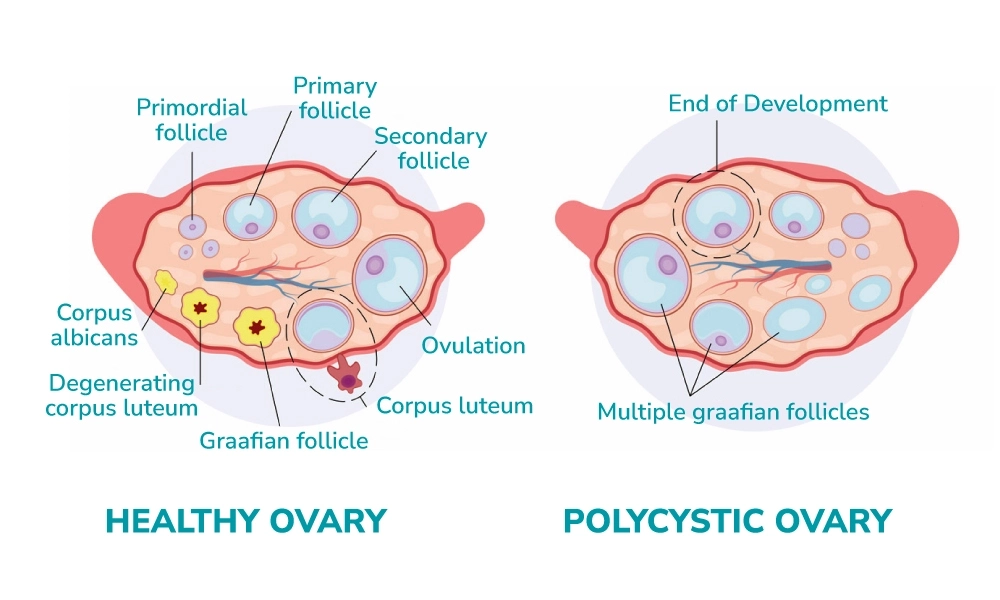 Primordial
follicle
Primary
follicle
Secondary
follicle
Corpus
albicans
Degenerating
corpus luteum
Graafian follicle
Corpus luteum
Ovulation
HEALTHY OVARY
End of Development
Multiple graafian follicles
POLYCYSTIC OVARY